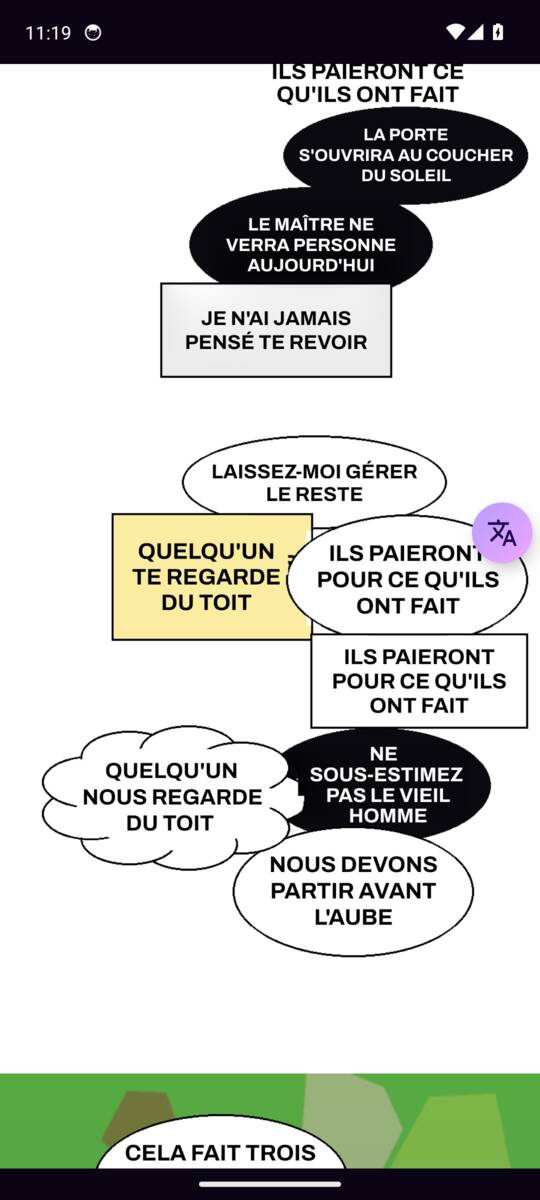 11:19
ILS PAIERONT CE
QU'ILS ONT FAIT
LA PORTE
S'OUVRIRA AU COUCHER
DU SOLEIL
LE MAÎTRE NE
VERRA PERSONNE
AUJOURD'HUI
JE N'AI JAMAIS
PENSÉ TE REVOIR
LAISSEZ-MOI GÉRER
LE RESTE
QUELQU'UN
TE REGARDE
DU TOIT
ILS PAIERONT
POUR CE QU'ILS
ONT FAIT
ILS PAIERONT
POUR CE QU'ILS
ONT FAIT
QUELQU'UN
NOUS REGARDE
DU TOIT
NE
SOUS-ESTIMEZ
PAS LE VIEIL
HOMME
NOUS DEVONS
PARTIR AVANT
L'AUBE
CELA FAIT TROIS